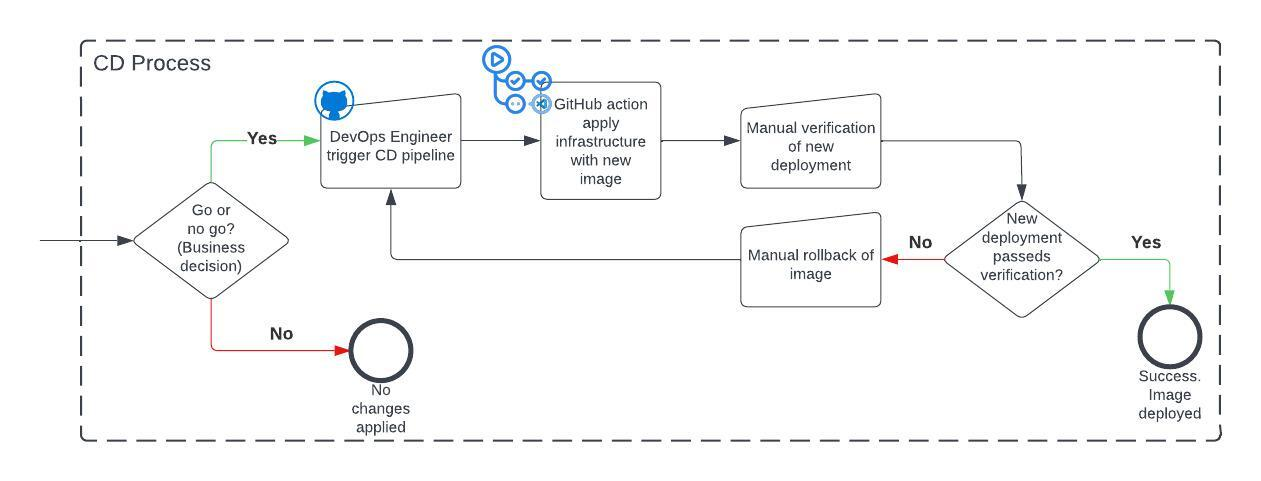 CD Process
Yes
DevOps Engineer
trigger CD pipeline
GitHub action
apply
infrastructure
with new
image
Manual verification
of new
deployment
Go or
no go?
(Business
decision)
New
deployment
passeds
verification?
No
Yes
Manual rollback of
image
No
No
changes
applied
Success.
Image
deployed